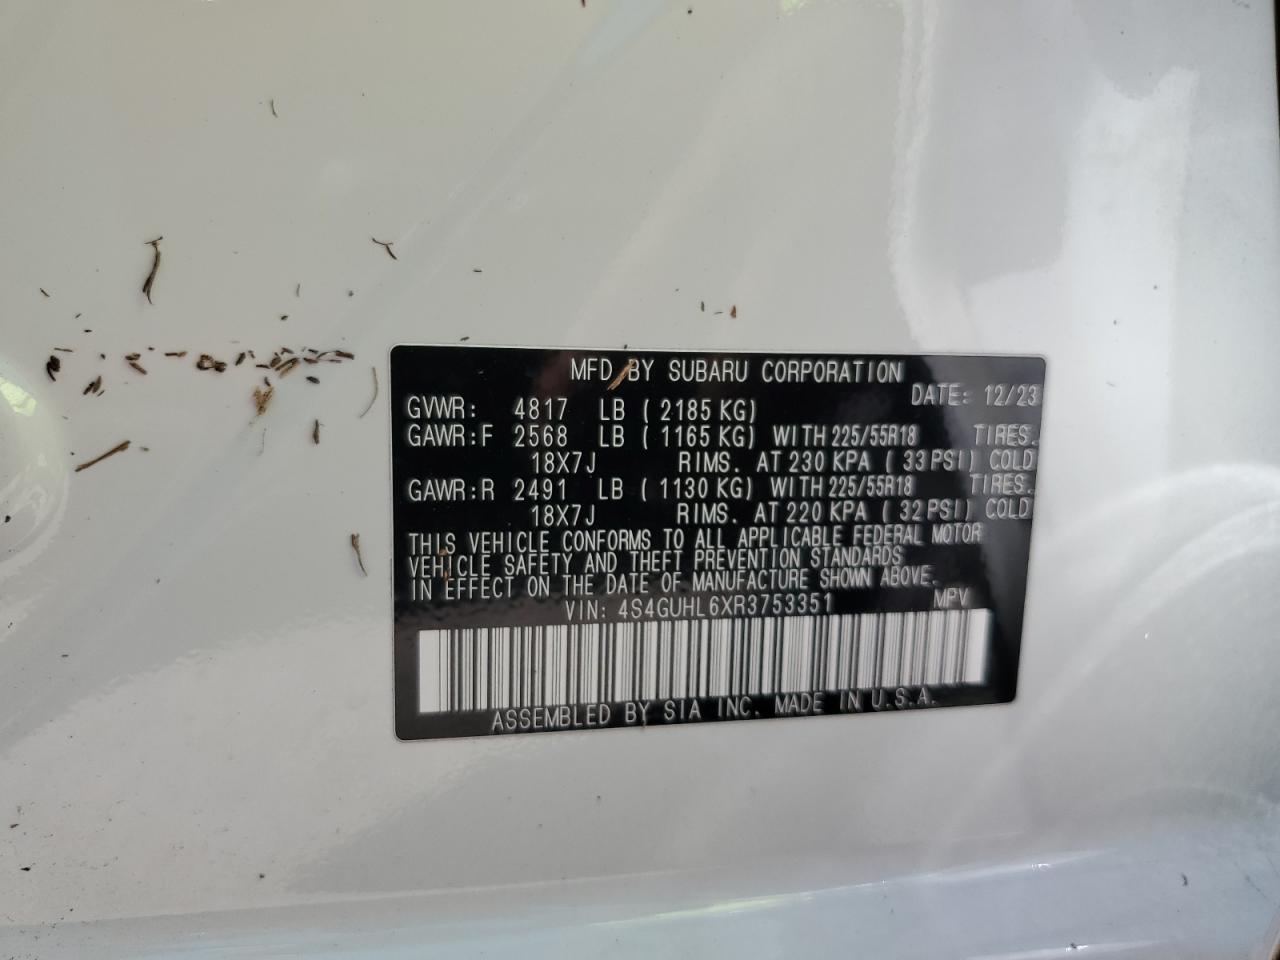 MFD BY SUBARU CORPORATION
DATE: 12/23
GVWR: 4817 LB ( 2185 KG)
GAWR:F 2568 LB ( 1165 KG) WITH 225/55R18 TIRES.
18X7J RIMS. AT 230 KPA ( 33 PSI) COLD
GAWR:R 2491 LB ( 1130 KG) WITH 225/55R18 TIRES.
18X7J RIMS. AT 220 KPA ( 32 PSI) COLD
THIS VEHICLE CONFORMS TO ALL APPLICABLE FEDERAL MOTOR
VEHICLE SAFETY AND THEFT PREVENTION STANDARDS
IN EFFECT ON THE DATE OF MANUFACTURE SHOWN ABOVE.
VIN: 4S4GUHL6XR3753351 MPV
ASSEMBLED BY SIA INC. MADE IN U.S.A.